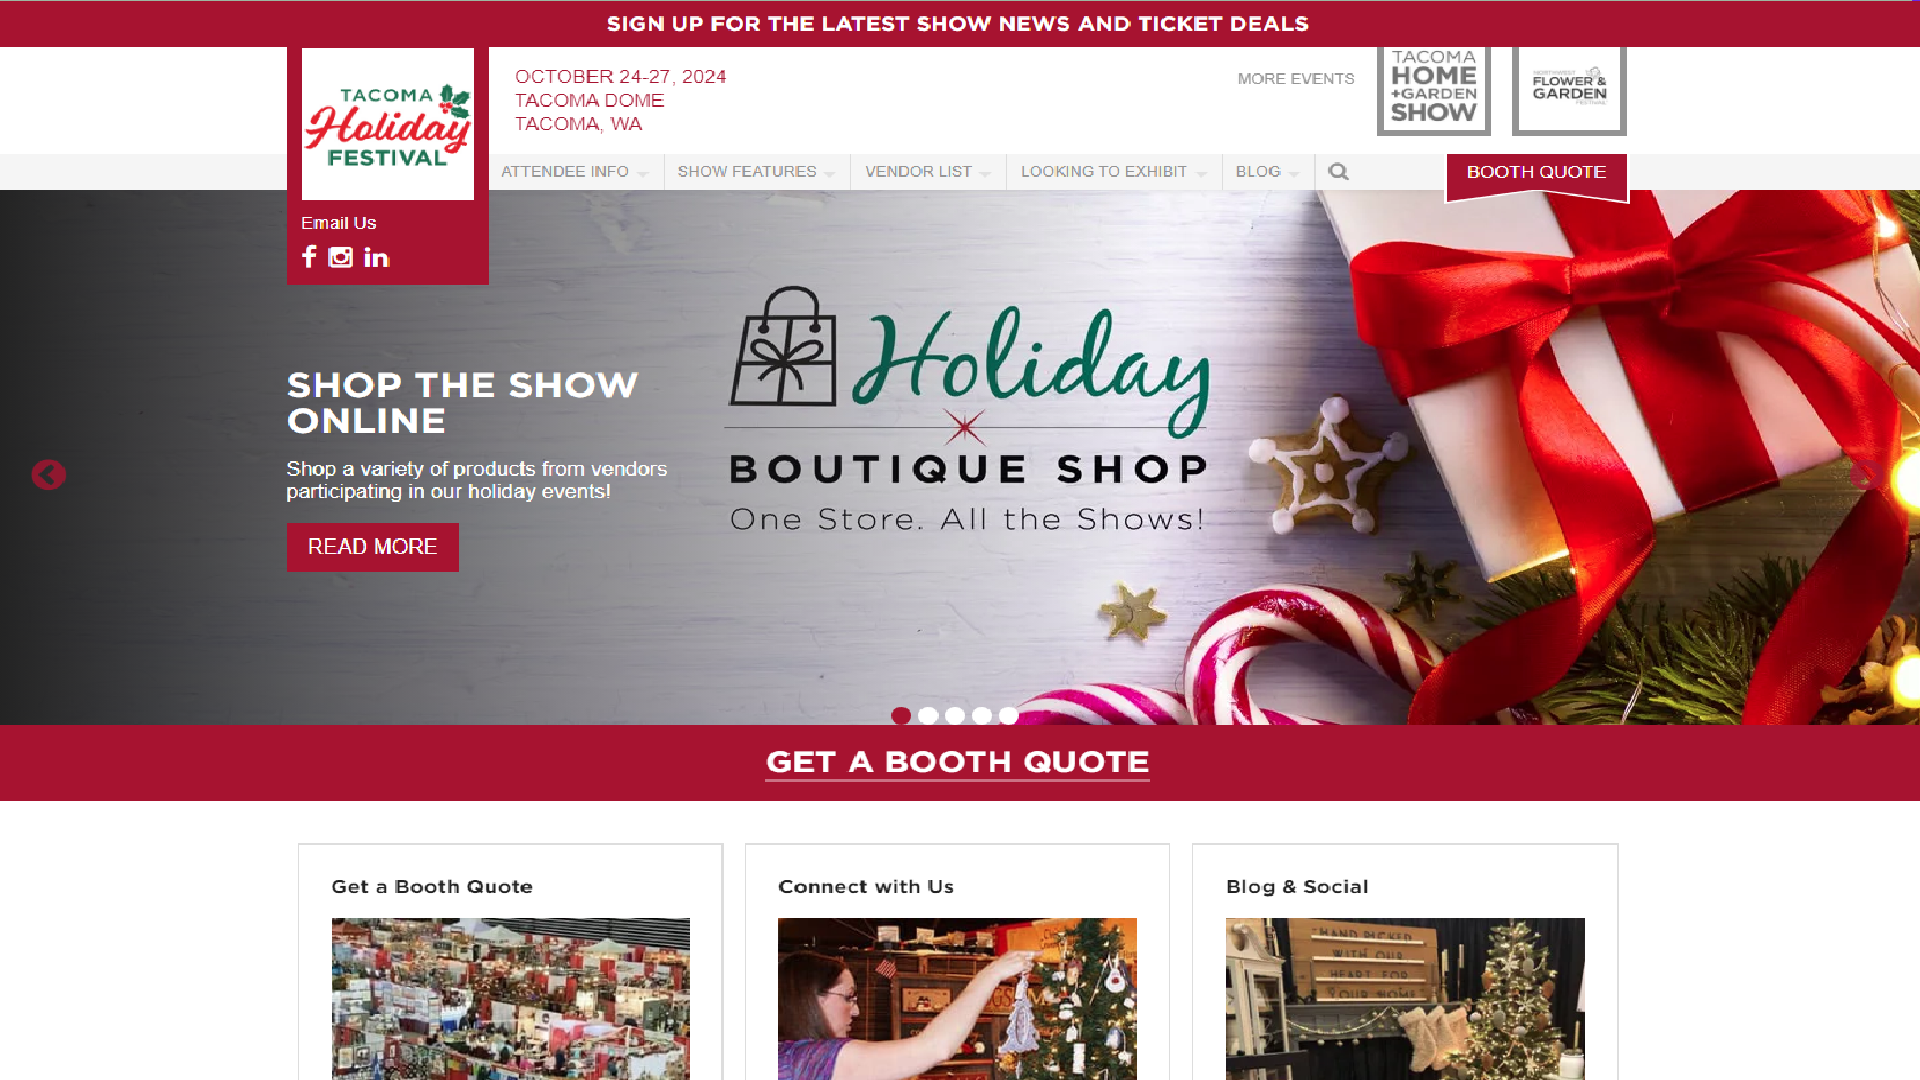 SIGN UP FOR THE LATEST SHOW NEWS AND TICKET DEALS
TACOMA
Holiday
FESTIVAL
OCTOBER 24-27, 2024
TACOMA DOME
TACOMA, WA
MORE EVENTS
TACOMA
HOME
+GARDEN
SHOW
NORTHWEST
FLOWER &
GARDEN
FESTIVAL
ATTENDEE INFO
SHOW FEATURES
VENDOR LIST
LOOKING TO EXHIBIT
BLOG
BOOTH QUOTE
Email Us
SHOP THE SHOW
ONLINE
Shop a variety of products from vendors
participating in our holiday events!
READ MORE
Holiday
BOUTIQUE SHOP
One Store. All the Shows!
GET A BOOTH QUOTE
Get a Booth Quote
Connect with Us
Blog & Social
HAND PICKED
WITH OUR
HEART FOR
YOUR HOME